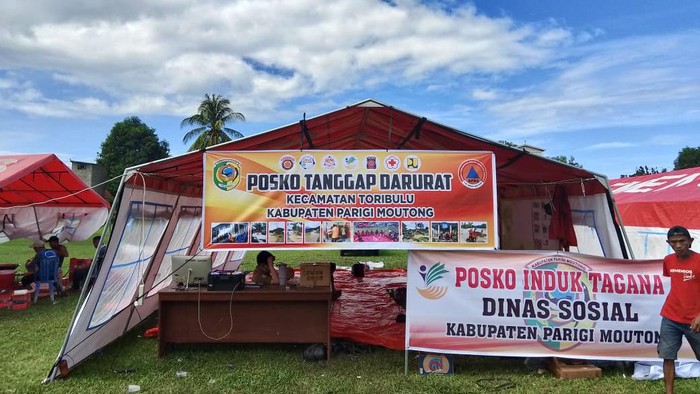 POSKO TANGGAP DARURAT
KECAMATAN TORIBULU
KABUPATEN PARIGI MOUTONG
POSKO INDUK TAGANA
DINAS SOSIAL
KABUPATEN PARIGI MOUTON